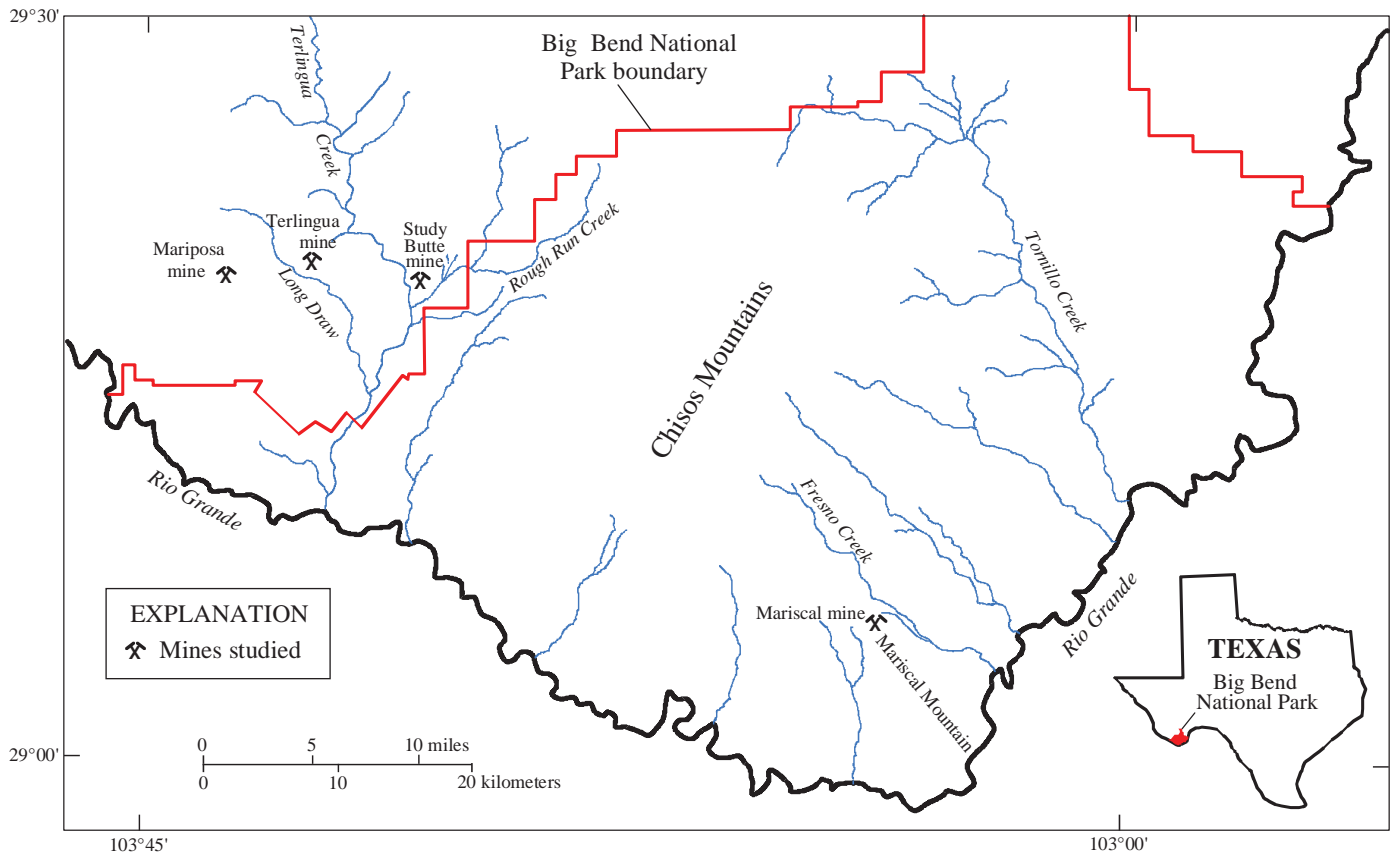 29°30'
Big Bend National
Park boundary
Terlingua
Creek
Terlingua
mine
Study
Butte
mine
Mariposa
mine
Long Draw
Rough Run Creek
Tornillo Creek
Chisos Mountains
Rio Grande
Fresno Creek
Mariscal mine
Mariscal Mountain
Rio Grande
EXPLANATION
Mines studied
TEXAS
Big Bend
National Park
29°00'
0 5 10 miles
0 10 20 kilometers
103°45' 103°00'